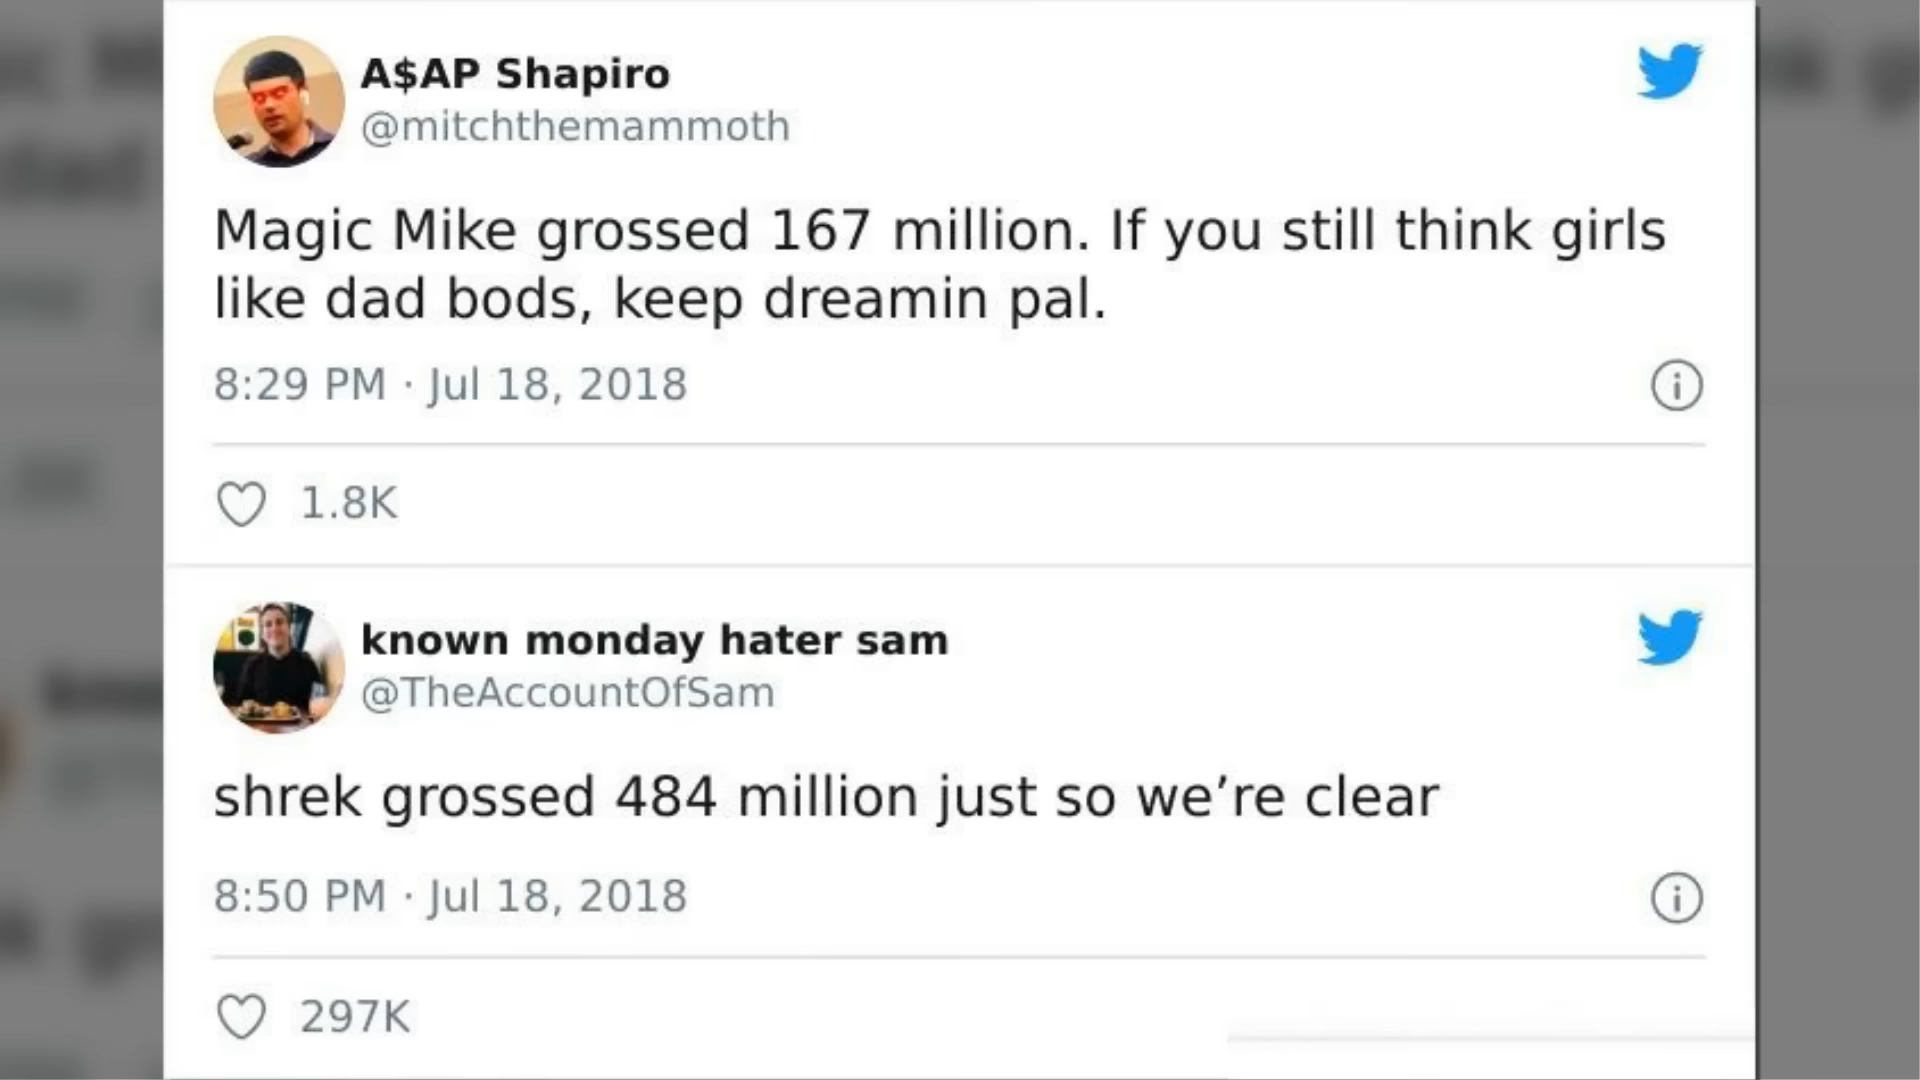 A$AP Shapiro
@mitchthemammoth
Magic Mike grossed 167 million. If you still think girls
like dad bods, keep dreamin pal.
8:29 PM · Jul 18, 2018
1.8K
known monday hater sam
@TheAccountOfSam
shrek grossed 484 million just so we’re clear
8:50 PM · Jul 18, 2018
297K